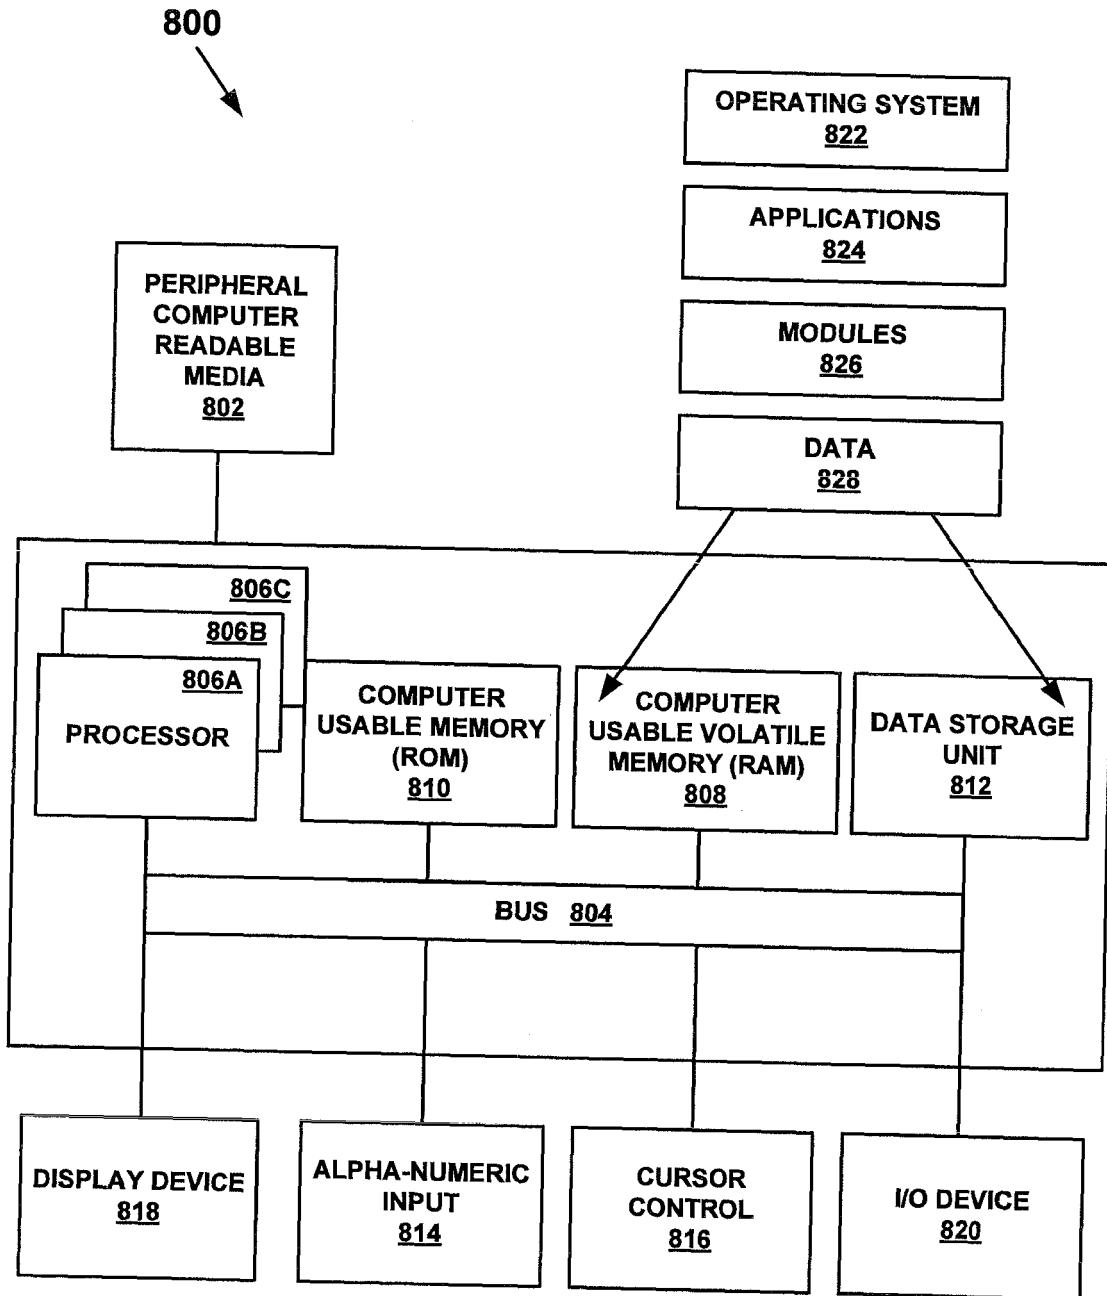 800
OPERATING SYSTEM
822
APPLICATIONS
824
MODULES
826
DATA
828
PERIPHERAL
COMPUTER
READABLE
MEDIA
802
806C
806B
806A
PROCESSOR
COMPUTER
USABLE MEMORY
(ROM)
810
COMPUTER
USABLE VOLATILE
MEMORY (RAM)
808
DATA STORAGE
UNIT
812
BUS 804
DISPLAY DEVICE
818
ALPHA-NUMERIC
INPUT
814
CURSOR
CONTROL
816
I/O DEVICE
820